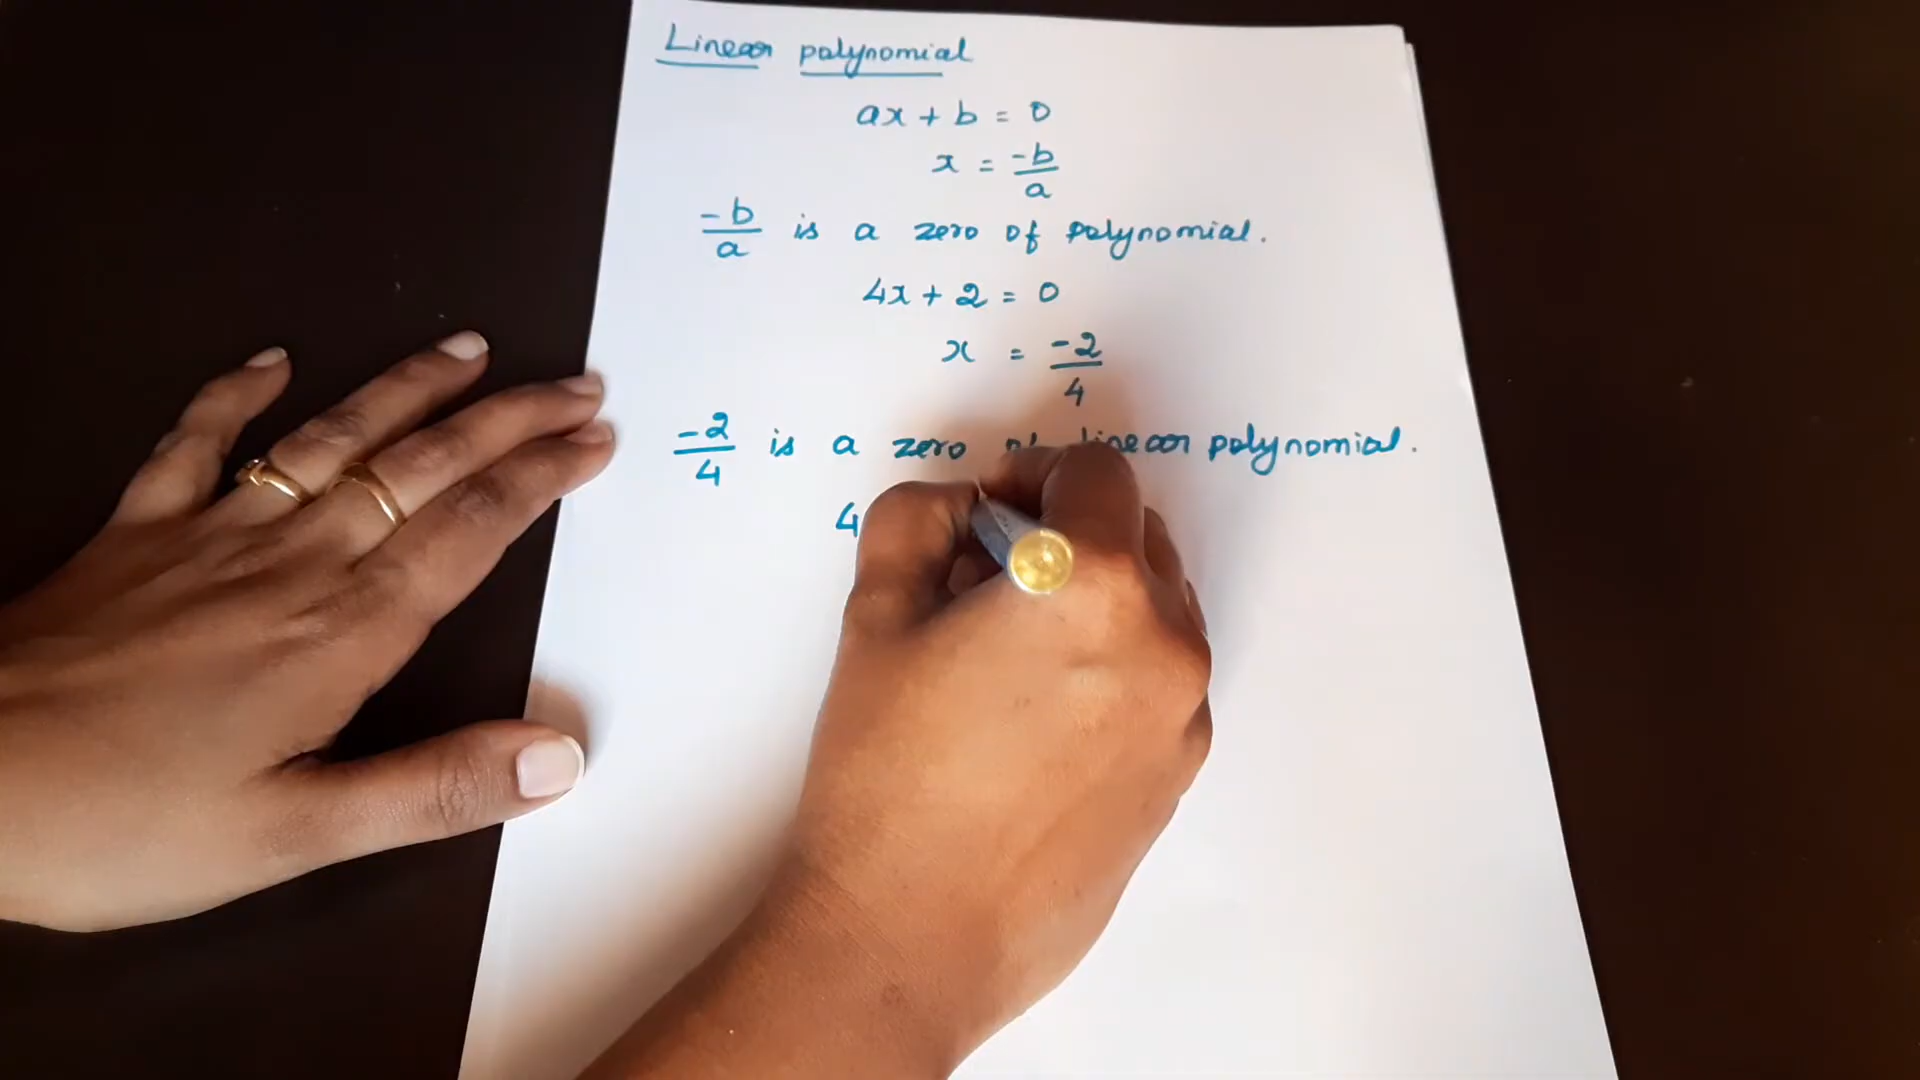 Linear polynomial
ax + b = 0
x = -b/a
-b/a is a zero of polynomial.
4x + 2 = 0
x = -2/4
-2/4 is a zero linear polynomial.
4